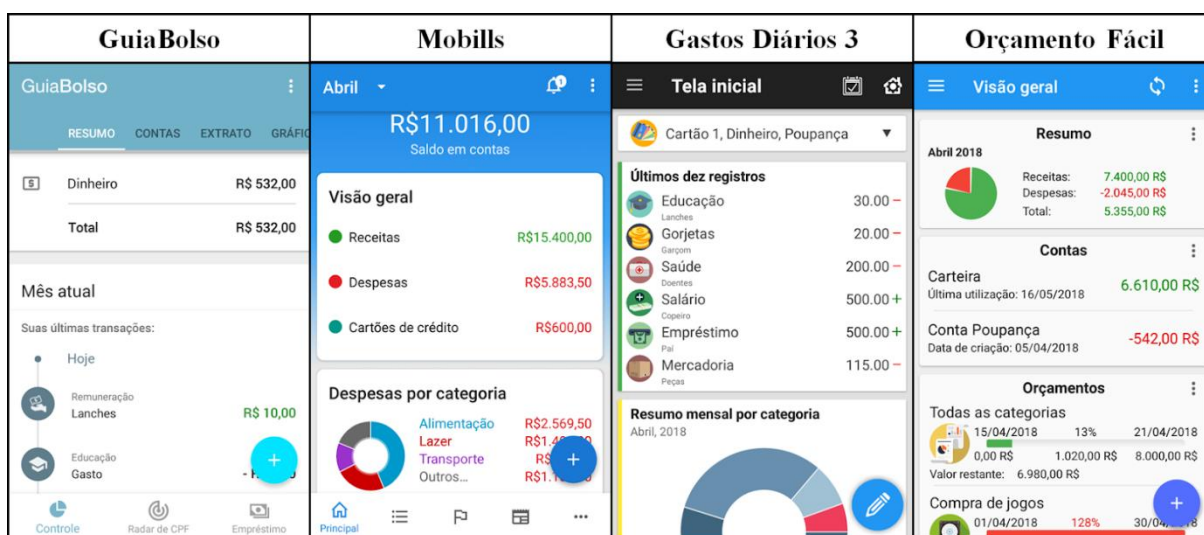 GuiaBolso
GuiaBolso
RESUMO CONTAS EXTRATO
Dinheiro R$ 532,00
Total R$ 532,00
Mês atual
Suas últimas transações:
Hoje
Remuneração
Lanches R$ 10,00
Educação
Gasto
Controle Radar de CPF Empréstimo
Mobills
Abril 1
R$11.016,00
Saldo em contas
Visão geral
Receitas R$15.400,00
Despesas R$5.883,50
Cartões de crédito R$600,00
Despesas por categoria
Alimentação R$2.569,50
Lazer
Transporte
Outros...
Principal
Gastos Diários 3
Tela inicial
Cartão 1, Dinheiro, Poupança
Últimos dez registros
Educação 30.00 −
Lanches
Gorjetas 20.00 −
Garçom
Saúde 200.00 −
Doentes
Salário 500.00 +
Copeiro
Empréstimo 500.00 +
Pai
Mercadoria 115.00 −
Peças
Resumo mensal por categoria
Abril, 2018
Orçamento Fácil
Visão geral
Resumo
Abril 2018
Receitas: 7.400,00 R$
Despesas: -2.045,00 R$
Total: 5.355,00 R$
Contas
Carteira 6.610,00 R$
Última utilização: 16/05/2018
Conta Poupança -542,00 R$
Data de criação: 05/04/2018
Orçamentos
Todas as categorias
15/04/2018 13% 21/04/2018
0,00 R$ 1.020,00 R$ 8.000,00 R$
Valor restante: 6.980,00 R$
Compra de jogos
01/04/2018 128%